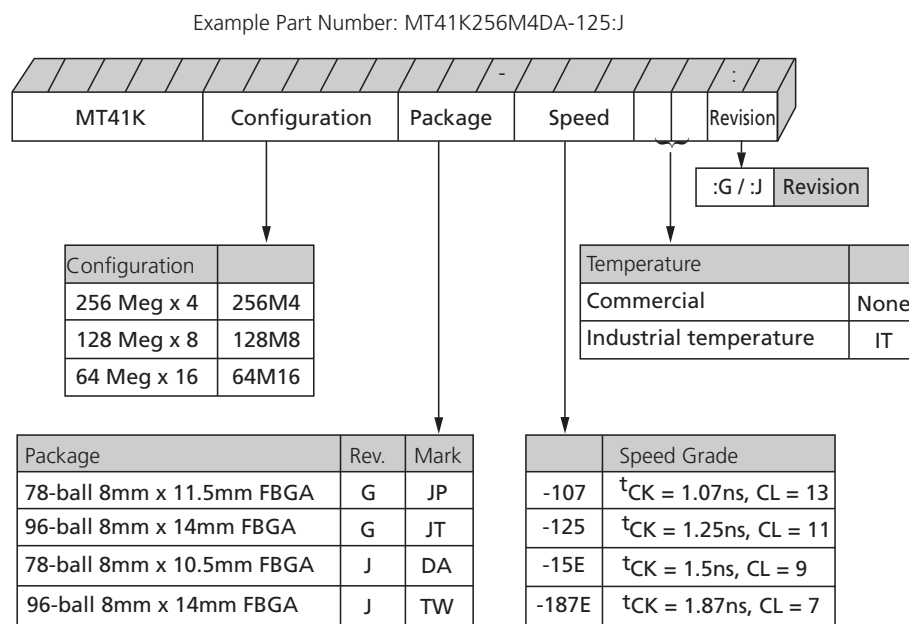 Example Part Number: MT41K256M4DA-125:J
- :
MT41K Configuration Package Speed Revision
:G / :J Revision
Configuration
256 Meg x 4 256M4
128 Meg x 8 128M8
64 Meg x 16 64M16
Temperature
Commercial None
Industrial temperature IT
Package Rev. Mark
78-ball 8mm x 11.5mm FBGA G JP
96-ball 8mm x 14mm FBGA G JT
78-ball 8mm x 10.5mm FBGA J DA
96-ball 8mm x 14mm FBGA J TW
Speed Grade
-107 tCK = 1.07ns, CL = 13
-125 tCK = 1.25ns, CL = 11
-15E tCK = 1.5ns, CL = 9
-187E tCK = 1.87ns, CL = 7